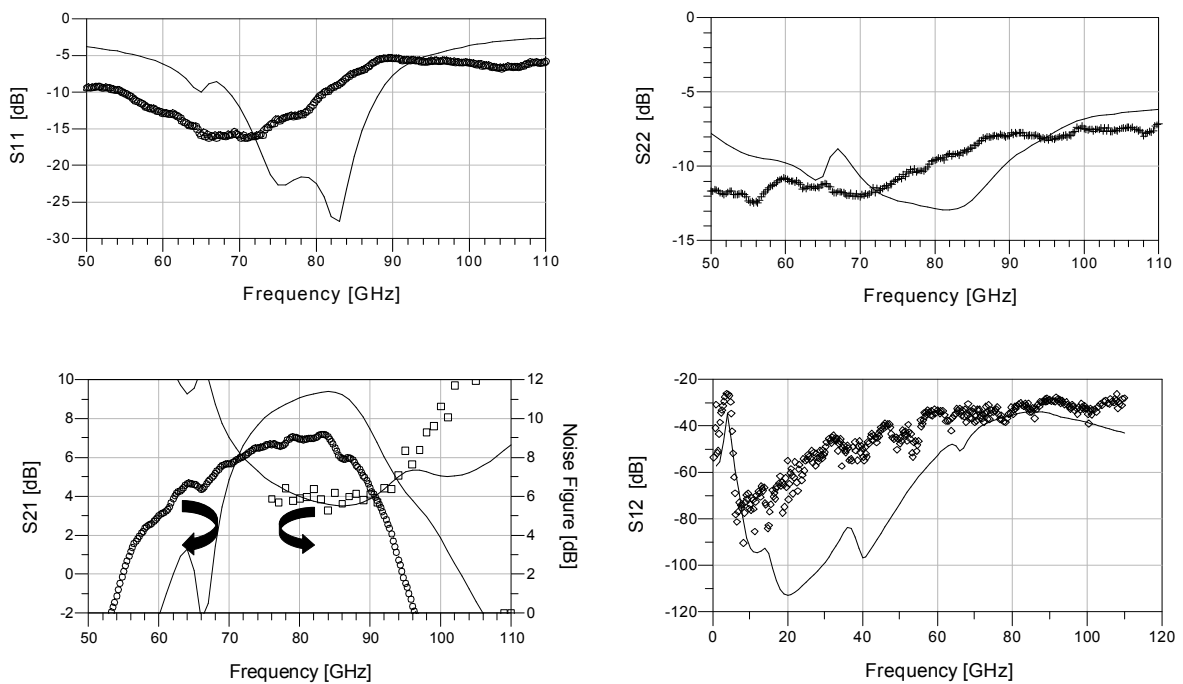 S11 [dB]
0
-5
-10
-15
-20
-25
-30
50 60 70 80 90 100 110
Frequency [GHz]
S22 [dB]
0
-5
-10
-15
50 60 70 80 90 100 110
Frequency [GHz]
S21 [dB]
10
8
6
4
2
0
-2
50 60 70 80 90 100 110
12
10
8
6
4
2
0
Noise Figure [dB]
Frequency [GHz]
S12 [dB]
-20
-40
-60
-80
-100
-120
0 20 40 60 80 100 120
Frequency [GHz]